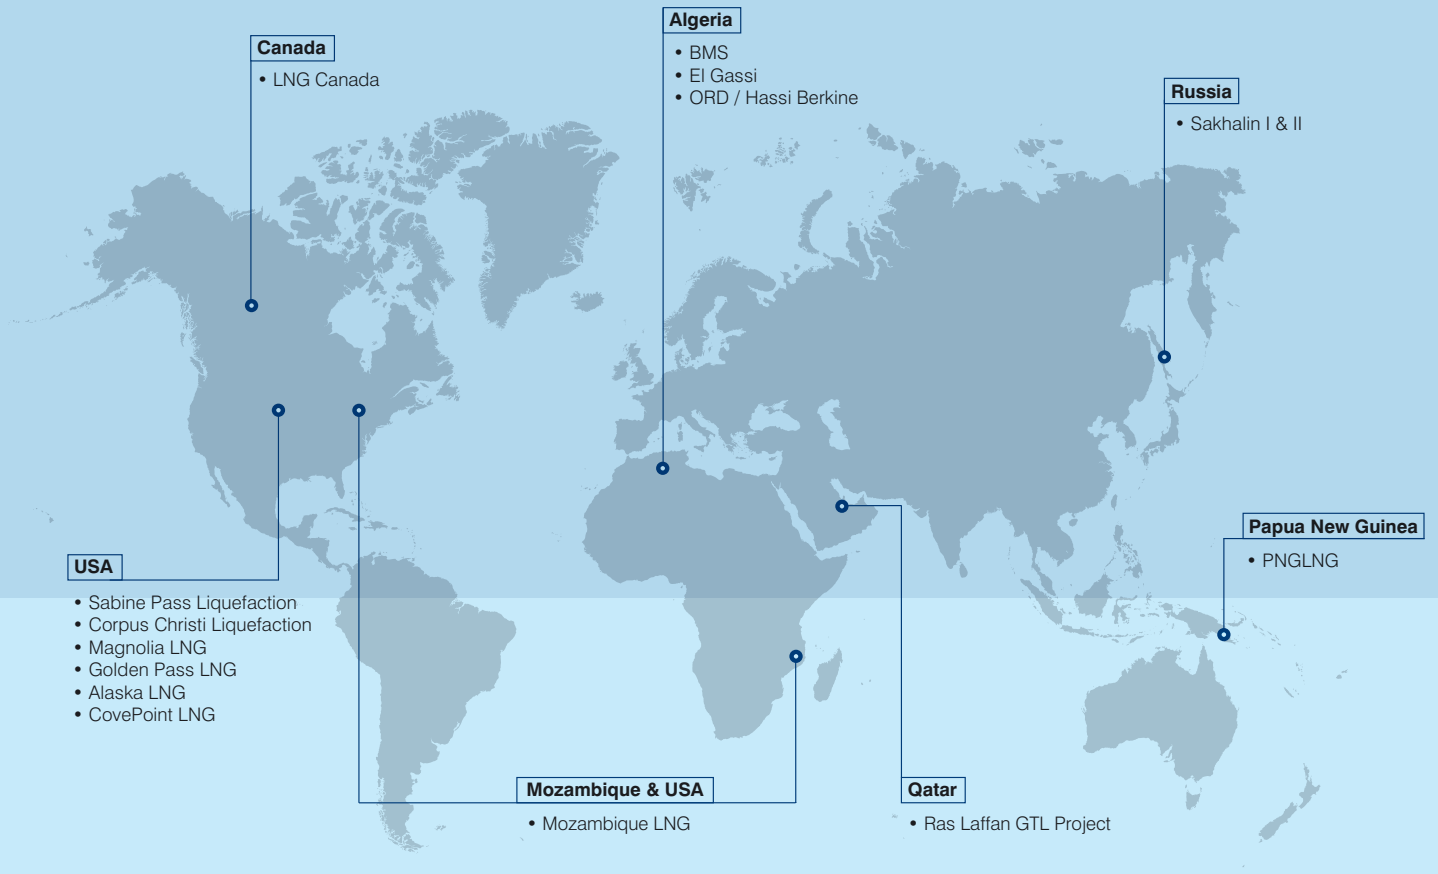 Algeria
• BMS
• El Gassi
• ORD / Hassi Berkine
Canada
• LNG Canada
Russia
• Sakhalin I & II
Papua New Guinea
• PNGLNG
USA
• Sabine Pass Liquefaction
• Corpus Christi Liquefaction
• Magnolia LNG
• Golden Pass LNG
• Alaska LNG
• CovePoint LNG
Mozambique & USA
• Mozambique LNG
Qatar
• Ras Laffan GTL Project